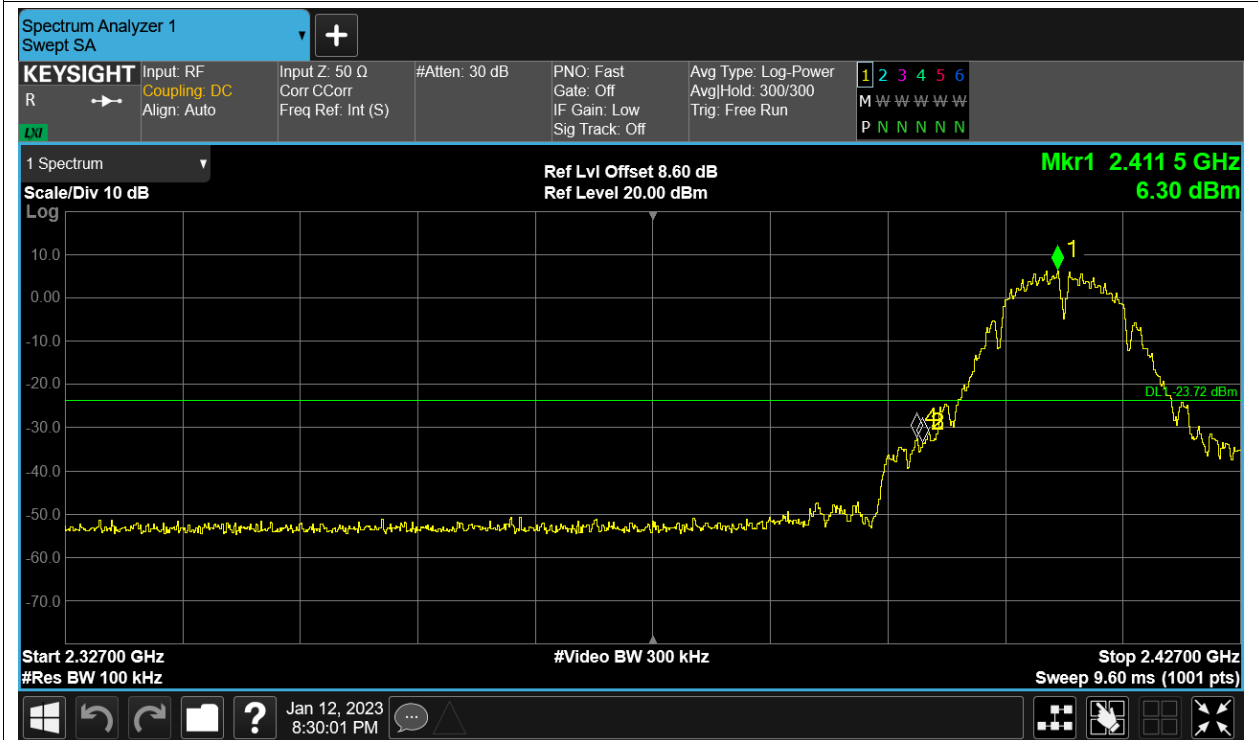 Spectrum Analyzer 1
Swept SA
KEYSIGHT
R
LXI
Input: RF
Coupling: DC
Align: Auto
Input Z: 50 Ω
Corr CCorr
Freq Ref: Int (S)
#Atten: 30 dB
PNO: Fast
Gate: Off
IF Gain: Low
Sig Track: Off
Avg Type: Log-Power
Avg|Hold: 300/300
Trig: Free Run
1 2 3 4 5 6
M W W W W W
P N N N N N
1 Spectrum
Scale/Div 10 dB
Log
Ref Lvl Offset 8.60 dB
Ref Level 20.00 dBm
Mkr1 2.411 5 GHz
6.30 dBm
10.0
0.00
-10.0
-20.0
-30.0
-40.0
-50.0
-60.0
-70.0
1
DL1 -23.72 dBm
4
Start 2.32700 GHz
#Res BW 100 kHz
#Video BW 300 kHz
Stop 2.42700 GHz
Sweep 9.60 ms (1001 pts)
?
Jan 12, 2023
8:30:01 PM